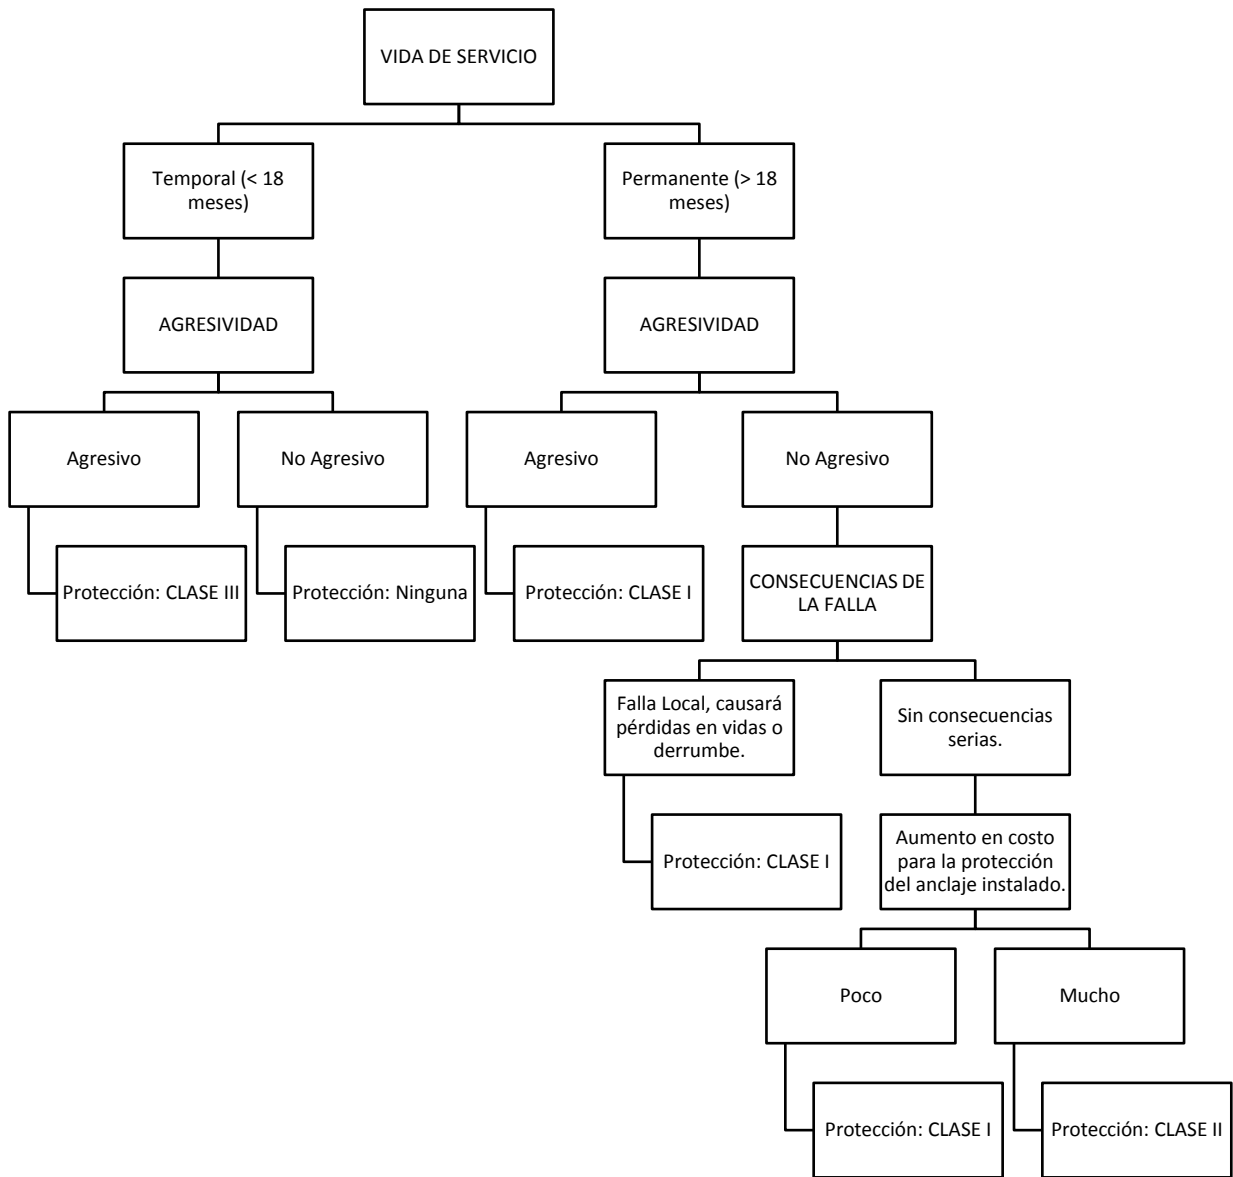 VIDA DE SERVICIO
Temporal (< 18
meses)
Permanente (> 18
meses)
AGRESIVIDAD
AGRESIVIDAD
Agresivo
No Agresivo
Agresivo
No Agresivo
Protección: CLASE III
Protección: Ninguna
Protección: CLASE I
CONSECUENCIAS DE
LA FALLA
Falla Local, causará
pérdidas en vidas o
derrumbe.
Sin consecuencias
serias.
Protección: CLASE I
Aumento en costo
para la protección
del anclaje instalado.
Poco
Mucho
Protección: CLASE I
Protección: CLASE II